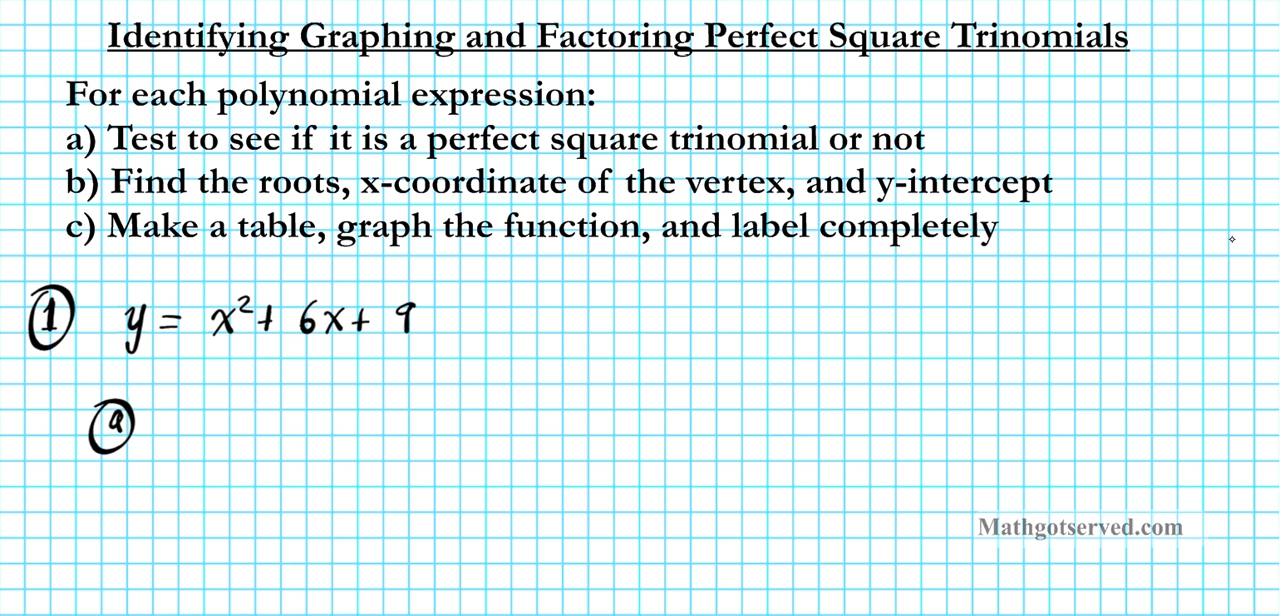 Identifying Graphing and Factoring Perfect Square Trinomials
For each polynomial expression:
a) Test to see if it is a perfect square trinomial or not
b) Find the roots, x-coordinate of the vertex, and y-intercept
c) Make a table, graph the function, and label completely
① y = x² + 6x + 9
ⓐ
Mathgotserved.com